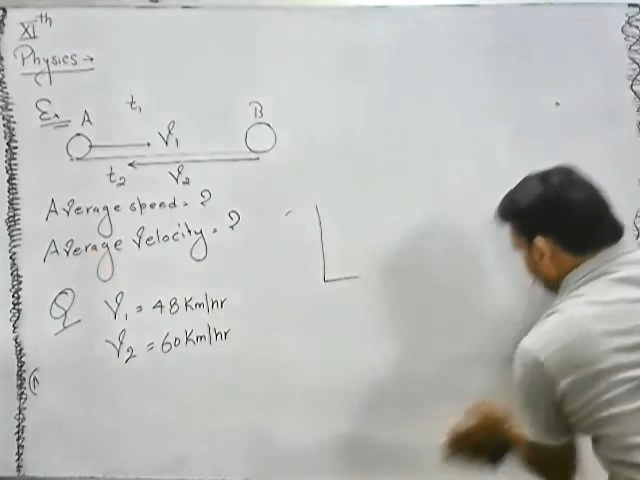 XIth
Physics →
Ex A t1 B
V1
t2 V2
Average speed = ?
Average Velocity = ?
Q V1 = 48 Km/hr
V2 = 60 Km/hr